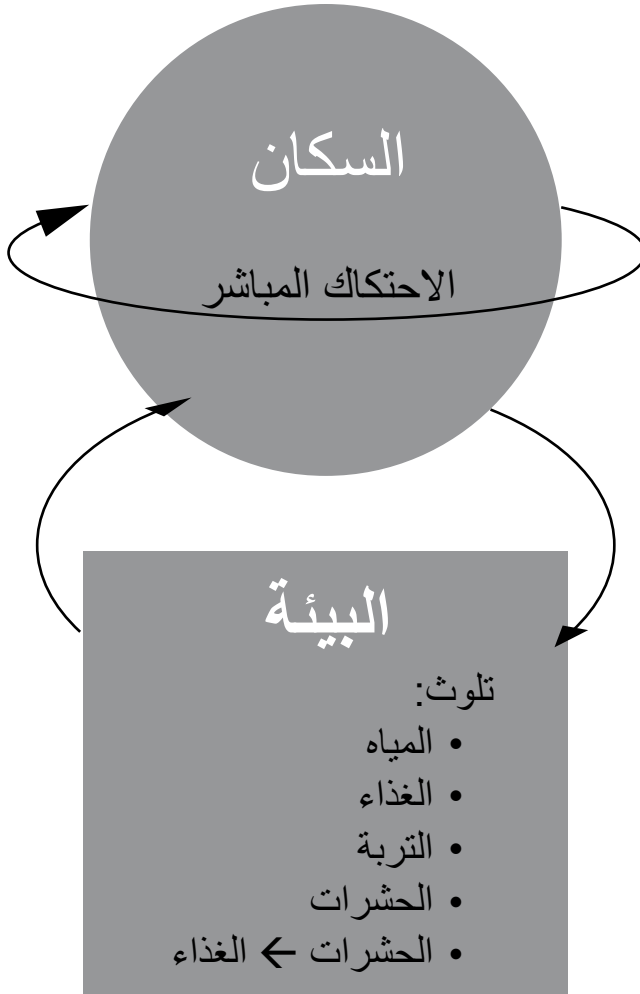 السكان
الاحتكاك المباشر
البيئة
تلوث:
• المياه
• الغذاء
• التربة
• الحشرات
• الحشرات ← الغذاء